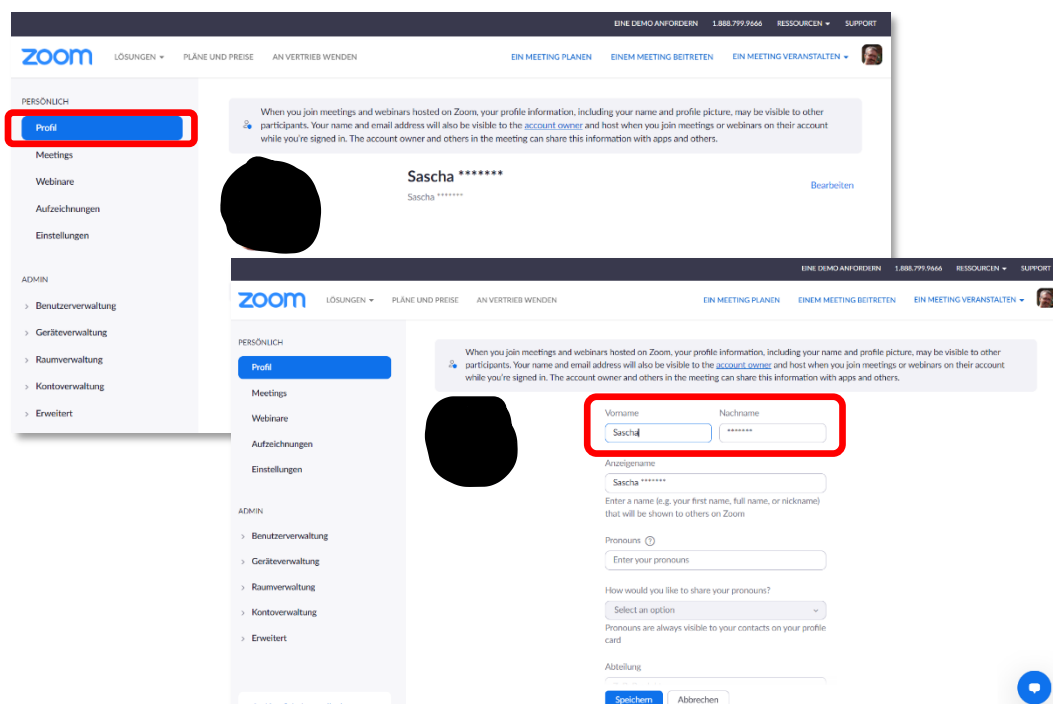 EINE DEMO ANFORDERN 1.888.799.9666 RESSOURCEN SUPPORT
zoom LÖSUNGEN PLÄNE UND PREISE AN VERTRIEB WENDEN EIN MEETING PLANEN EINEM MEETING BEITRETEN EIN MEETING VERANSTALTEN
PERSÖNLICH
Profil
Meetings
Webinare
Aufzeichnungen
Einstellungen
ADMIN
Benutzerverwaltung
Geräteverwaltung
Raumverwaltung
Kontoverwaltung
Erweitert
When you join meetings and webinars hosted on Zoom, your profile information, including your name and profile picture, may be visible to other
participants. Your name and email address will also be visible to the account owner and host when you join meetings or webinars on their account
while you're signed in. The account owner and others in the meeting can share this information with apps and others.
Sascha *******
Sascha *******
Bearbeiten
EINE DEMO ANFORDERN 1.888.799.9666 RESSOURCEN SUPPORT
zoom LÖSUNGEN PLÄNE UND PREISE AN VERTRIEB WENDEN EIN MEETING PLANEN EINEM MEETING BEITRETEN EIN MEETING VERANSTALTEN
PERSÖNLICH
Profil
Meetings
Webinare
Aufzeichnungen
Einstellungen
ADMIN
Benutzerverwaltung
Geräteverwaltung
Raumverwaltung
Kontoverwaltung
Erweitert
When you join meetings and webinars hosted on Zoom, your profile information, including your name and profile picture, may be visible to other
participants. Your name and email address will also be visible to the account owner and host when you join meetings or webinars on their account
while you're signed in. The account owner and others in the meeting can share this information with apps and others.
Vorname Nachname
Sascha *******
Anzeigename
Sascha *******
Enter a name (e.g. your first name, full name, or nickname)
that will be shown to others on Zoom
Pronouns ?
Enter your pronouns
How would you like to share your pronouns?
Select an option
Pronouns are always visible to your contacts on your profile
card
Abteilung
Speichern Abbrechen